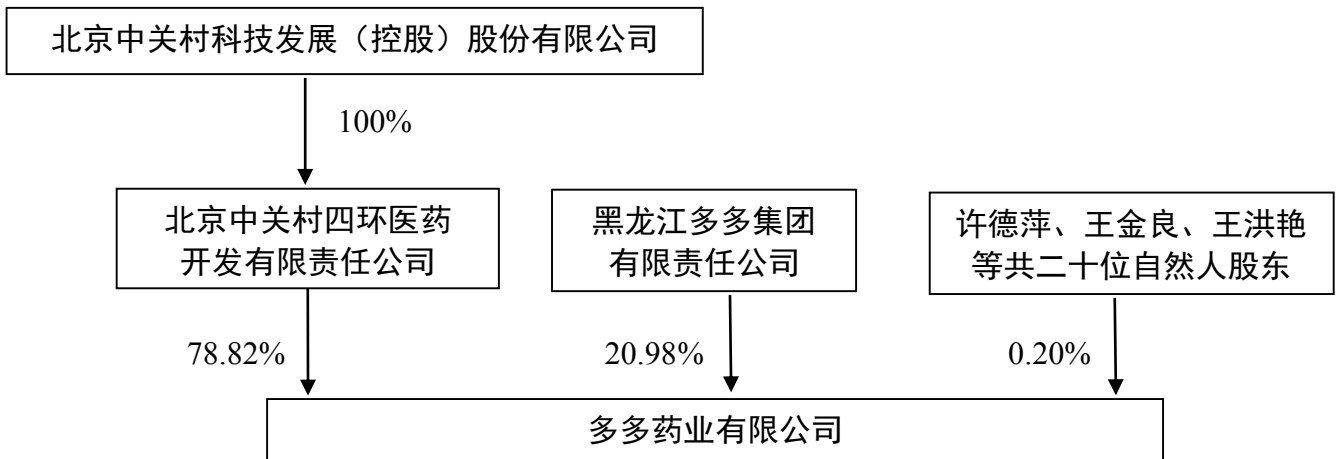 北京中关村科技发展（控股）股份有限公司
100%
北京中关村四环医药
开发有限责任公司
黑龙江多多集团
有限责任公司
许德萍、王金良、王洪艳
等共二十位自然人股东
78.82%
20.98%
0.20%
多多药业有限公司